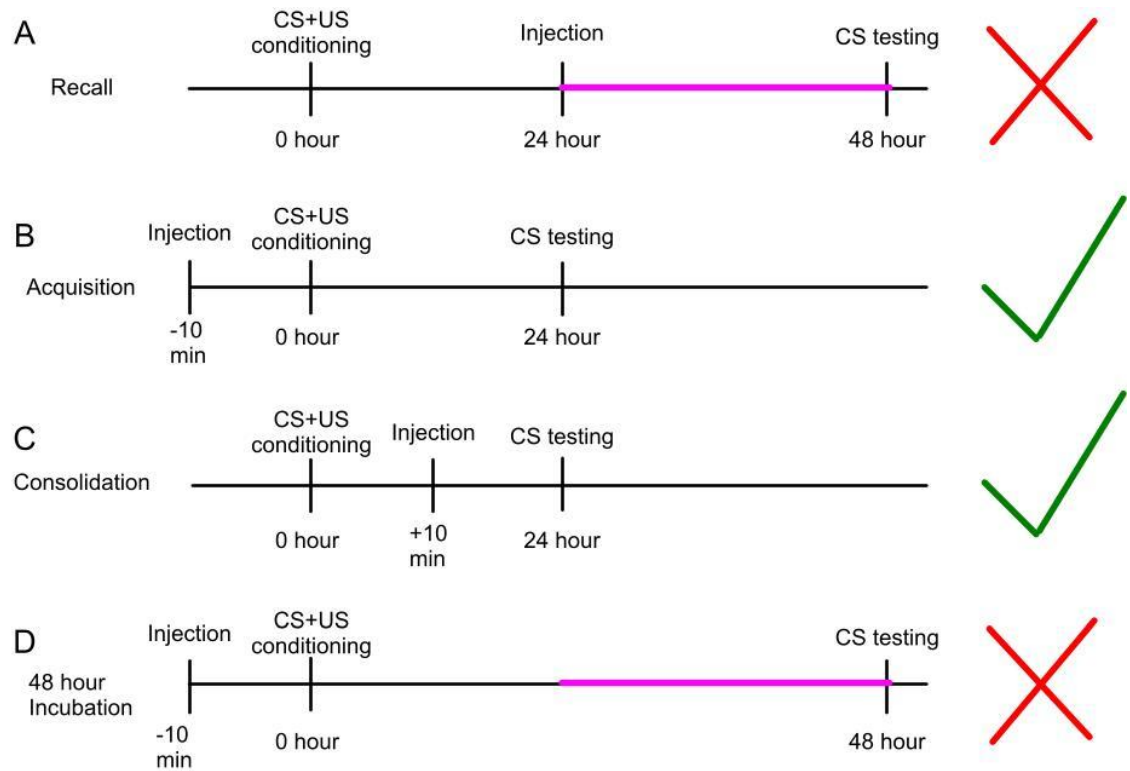 A
CS+US
conditioning
Injection
CS testing
Recall
0 hour
24 hour
48 hour
B
Injection
CS+US
conditioning
CS testing
Acquisition
-10
min
0 hour
24 hour
C
CS+US
conditioning
Injection
CS testing
Consolidation
0 hour
+10
min
24 hour
D
Injection
CS+US
conditioning
CS testing
48 hour
Incubation
-10
min
0 hour
48 hour